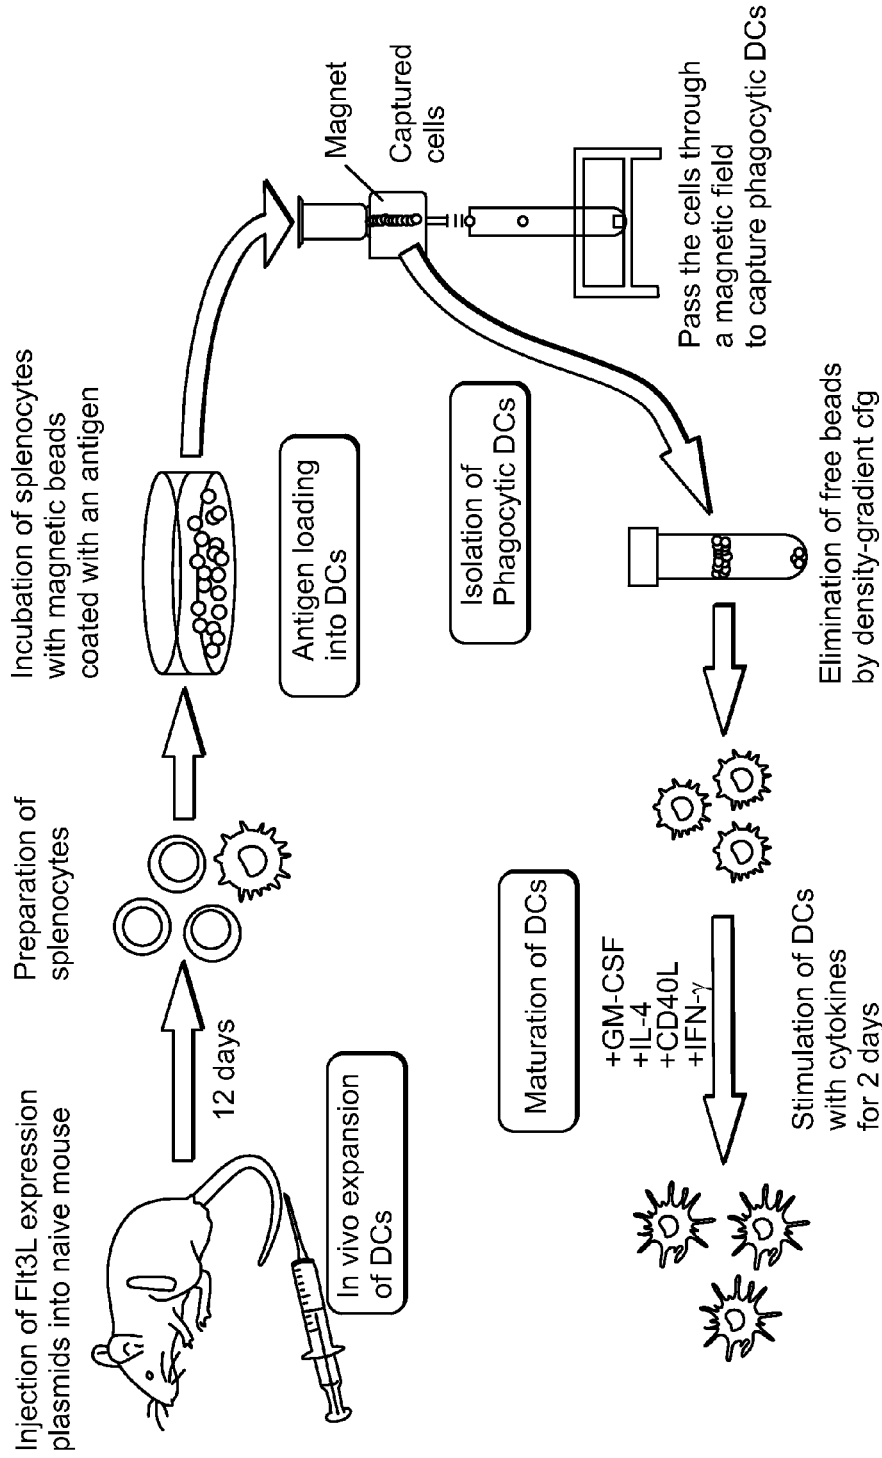 Injection of Flt3L expression
plasmids into naive mouse
12 days
In vivo expansion
of DCs
Preparation of
splenocytes
Incubation of splenocytes
with magnetic beads
coated with an antigen
Antigen loading
into DCs
Magnet
Captured
cells
Pass the cells through
a magnetic field
to capture phagocytic DCs
Isolation of
Phagocytic DCs
Elimination of free beads
by density-gradient cfg
Maturation of DCs
+GM-CSF
+IL-4
+CD40L
+IFN-γ
Stimulation of DCs
with cytokines
for 2 days